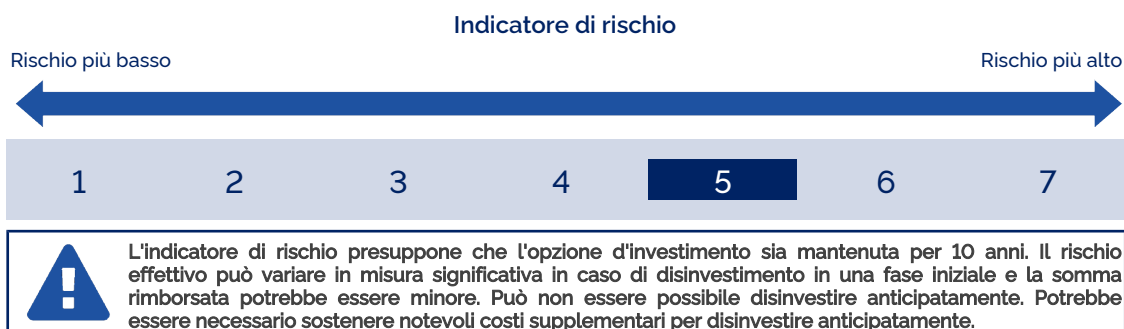 Indicatore di rischio
Rischio più basso Rischio più alto
1 2 3 4 5 6 7
L'indicatore di rischio presuppone che l'opzione d'investimento sia mantenuta per 10 anni. Il rischio
effettivo può variare in misura significativa in caso di disinvestimento in una fase iniziale e la somma
rimborsata potrebbe essere minore. Può non essere possibile disinvestire anticipatamente. Potrebbe
essere necessario sostenere notevoli costi supplementari per disinvestire anticipatamente.